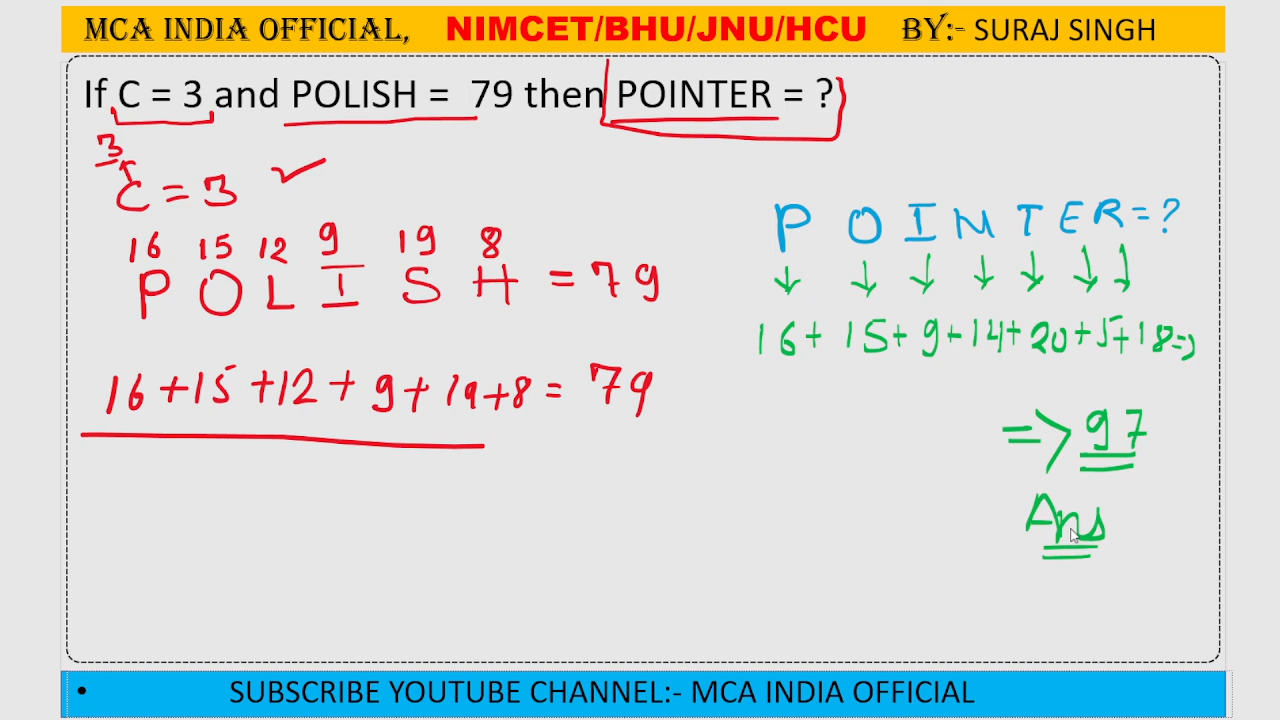 MCA INDIA OFFICIAL, NIMCET/BHU/JNU/HCU BY:- SURAJ SINGH
If C = 3 and POLISH = 79 then POINTER = ?
3
C = 3 ✓
16 15 12 9 19 8
P O L I S H = 79
16 + 15 + 12 + 9 + 19 + 8 = 79
P O I N T E R = ?
16 + 15 + 9 + 14 + 20 + 5 + 18 =>
=> 97
Ans
• SUBSCRIBE YOUTUBE CHANNEL:- MCA INDIA OFFICIAL